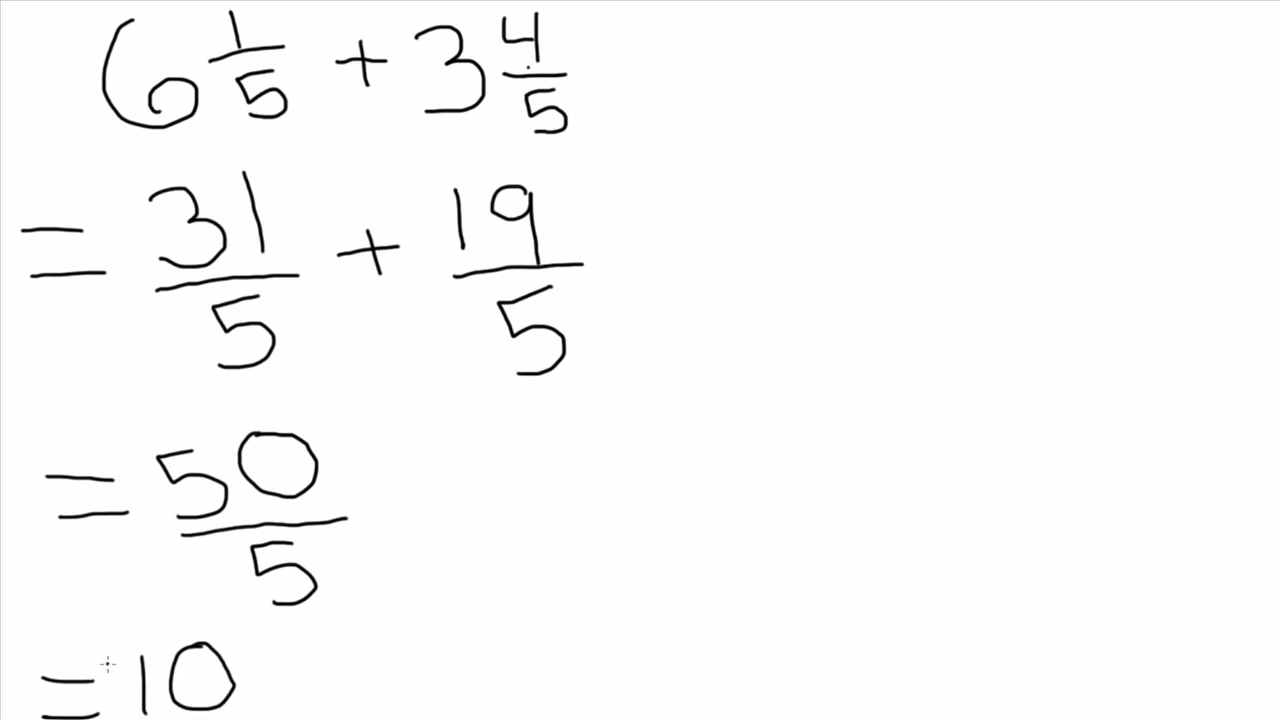 6 1/5 + 3 4/5
= 31/5 + 19/5
= 50/5
= 10